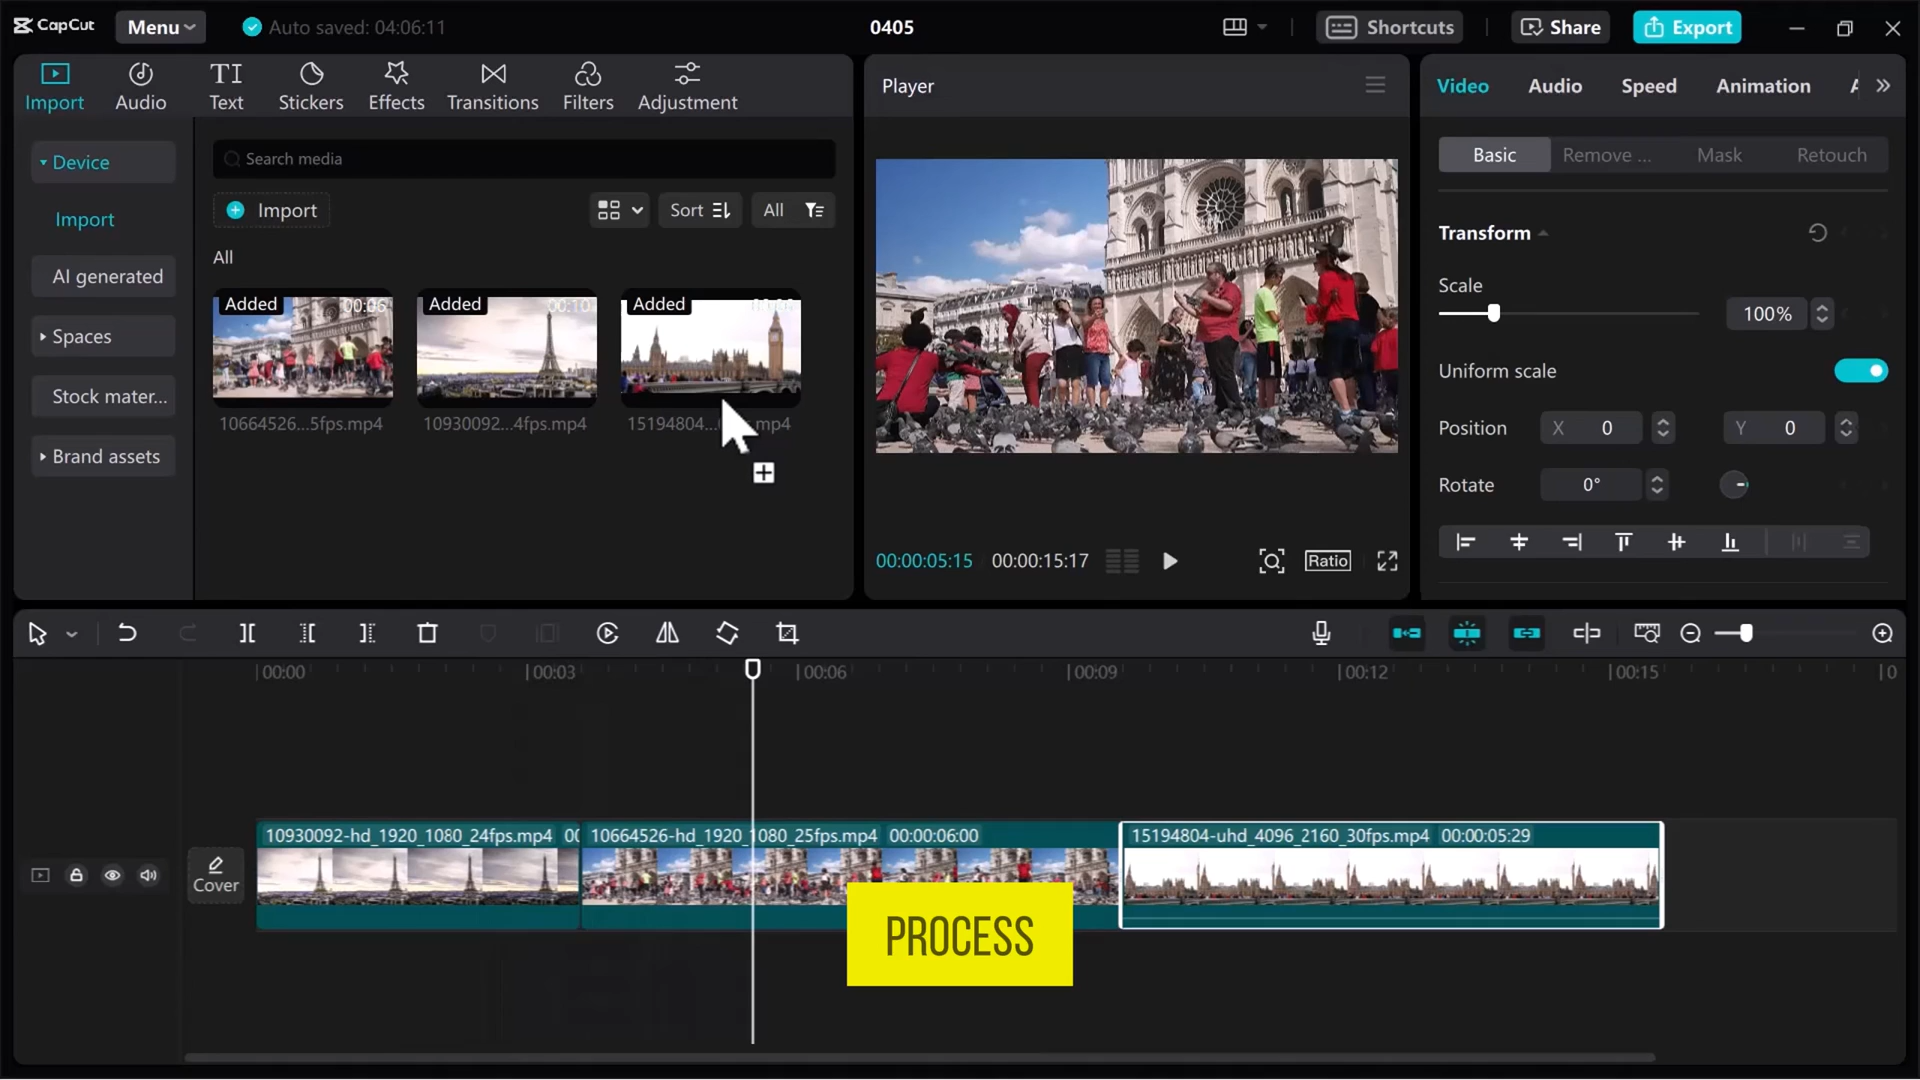 CapCut
Menu
Auto saved: 04:06:11
0405
Shortcuts
Share
Export
Import
Audio
Text
Stickers
Effects
Transitions
Filters
Adjustment
Device
Import
AI generated
Spaces
Stock mater...
Brand assets
Search media
Import
Sort
All
All
Added 00:06
Added 00:10
Added
10664526...5fps.mp4
10930092...4fps.mp4
15194804... mp4
Player
00:00:05:15 00:00:15:17
Ratio
Video
Audio
Speed
Animation
Basic
Remove ...
Mask
Retouch
Transform
Scale
100%
Uniform scale
Position X 0 Y 0
Rotate 0°
00:00 00:03 00:06 00:09 00:12 00:15 0
Cover
10930092-hd_1920_1080_24fps.mp4 00
10664526-hd_1920_1080_25fps.mp4 00:00:06:00
15194804-uhd_4096_2160_30fps.mp4 00:00:05:29
PROCESS